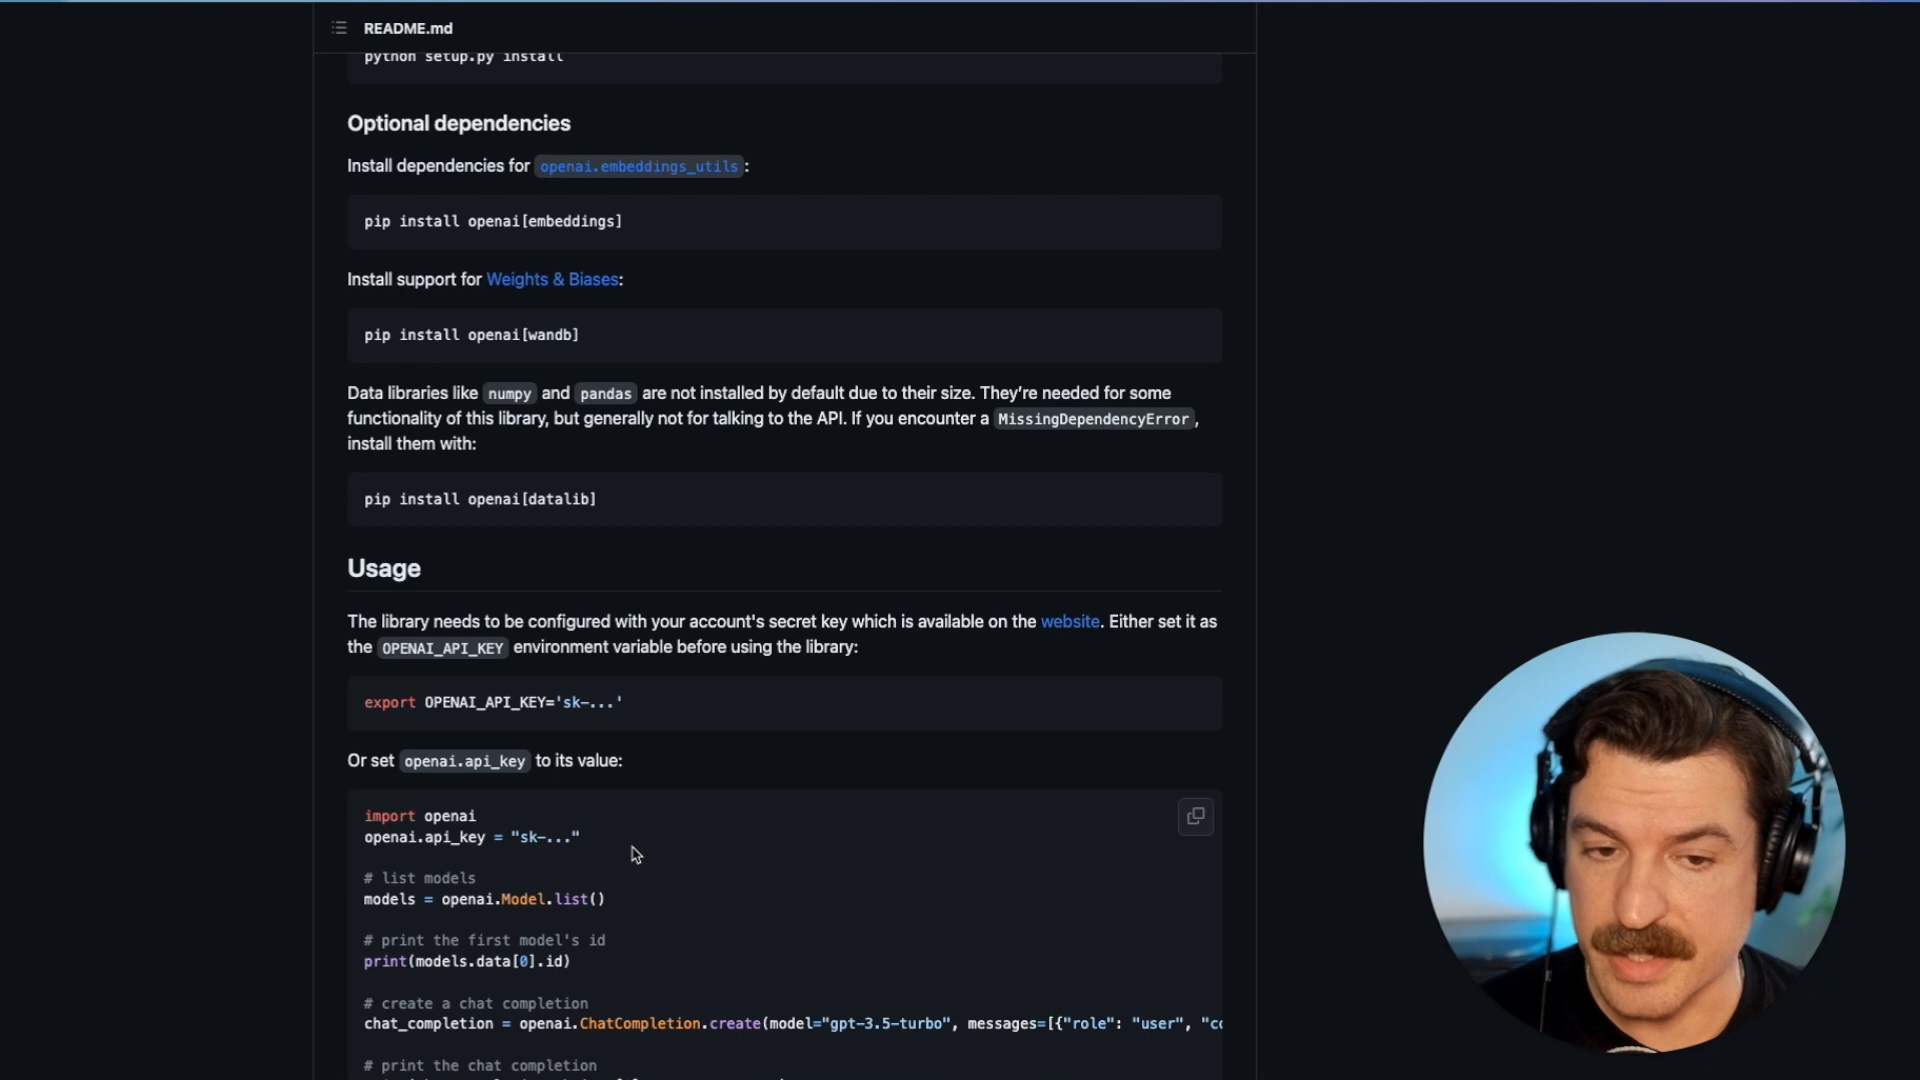 README.md
python setup.py install
Optional dependencies
Install dependencies for openai.embeddings_utils:
pip install openai[embeddings]
Install support for Weights & Biases:
pip install openai[wandb]
Data libraries like numpy and pandas are not installed by default due to their size. They're needed for some
functionality of this library, but generally not for talking to the API. If you encounter a MissingDependencyError,
install them with:
pip install openai[datalib]
Usage
The library needs to be configured with your account's secret key which is available on the website. Either set it as
the OPENAI_API_KEY environment variable before using the library:
export OPENAI_API_KEY='sk-...'
Or set openai.api_key to its value:
import openai
openai.api_key = "sk-..."
# list models
models = openai.Model.list()
# print the first model's id
print(models.data[0].id)
# create a chat completion
chat_completion = openai.ChatCompletion.create(model="gpt-3.5-turbo", messages=[{"role": "user", "co
# print the chat completion